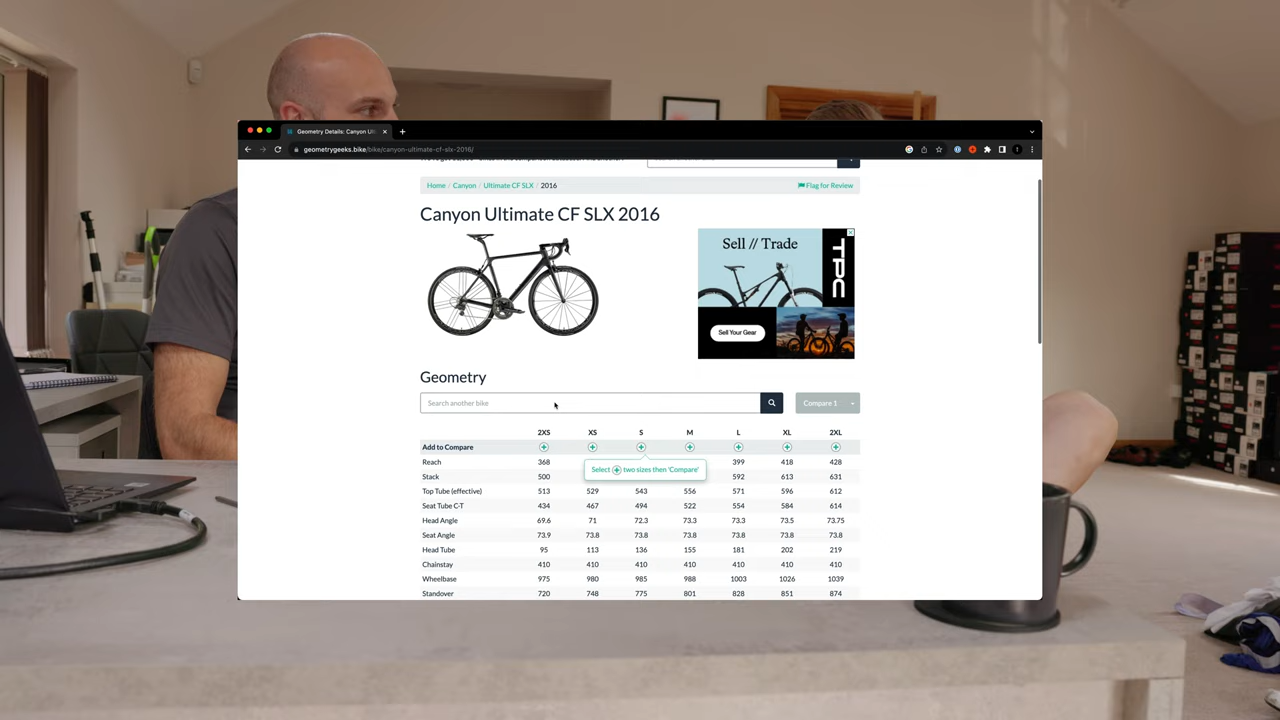 Geometry Details: Canyon Ul
geometrygeeks.bike/bike/canyon-ultimate-cf-slx-2016/
Home / Canyon / Ultimate CF SLX / 2016
Flag for Review
Canyon Ultimate CF SLX 2016
Sell // Trade
TPC
Sell Your Gear
Geometry
Search another bike
Compare 1
2XS XS S M L XL 2XL
Add to Compare
Reach 368 399 418 428
Select two sizes then 'Compare'
Stack 500 592 613 631
Top Tube (effective) 513 529 543 556 571 596 612
Seat Tube C-T 434 467 494 522 554 584 614
Head Angle 69.6 71 72.3 73.3 73.3 73.5 73.75
Seat Angle 73.9 73.8 73.8 73.8 73.8 73.8 73.8
Head Tube 95 113 136 155 181 202 219
Chainstay 410 410 410 410 410 410 410
Wheelbase 975 980 985 988 1003 1026 1039
Standover 720 748 775 801 828 851 874